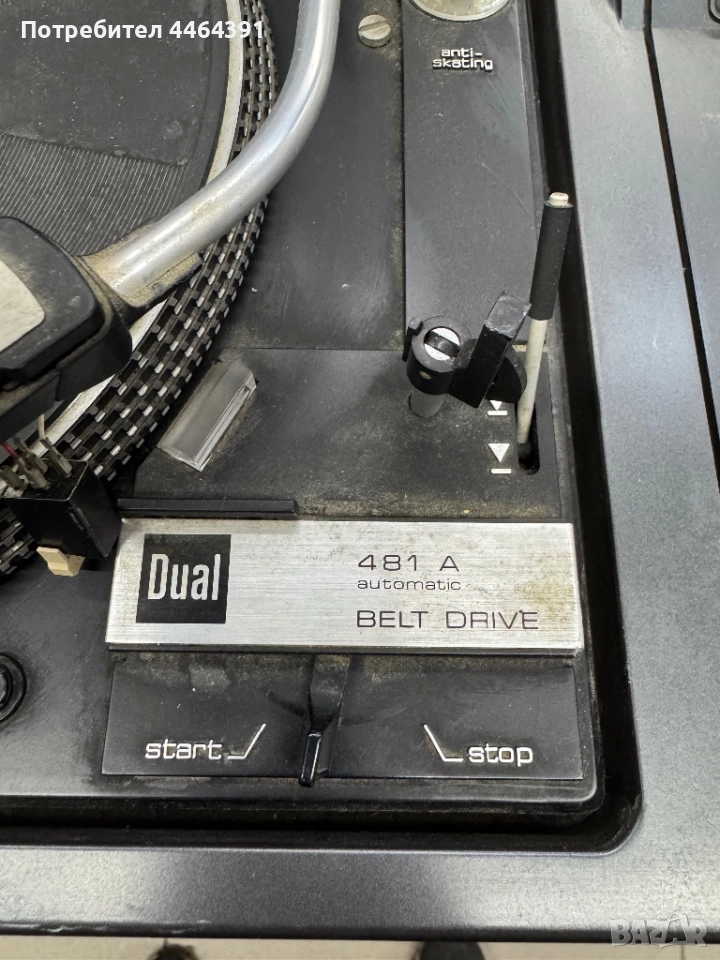 Потребител 4464391
anti-
skating
Dual
481 A
automatic
BELT DRIVE
start
stop
BAZAR